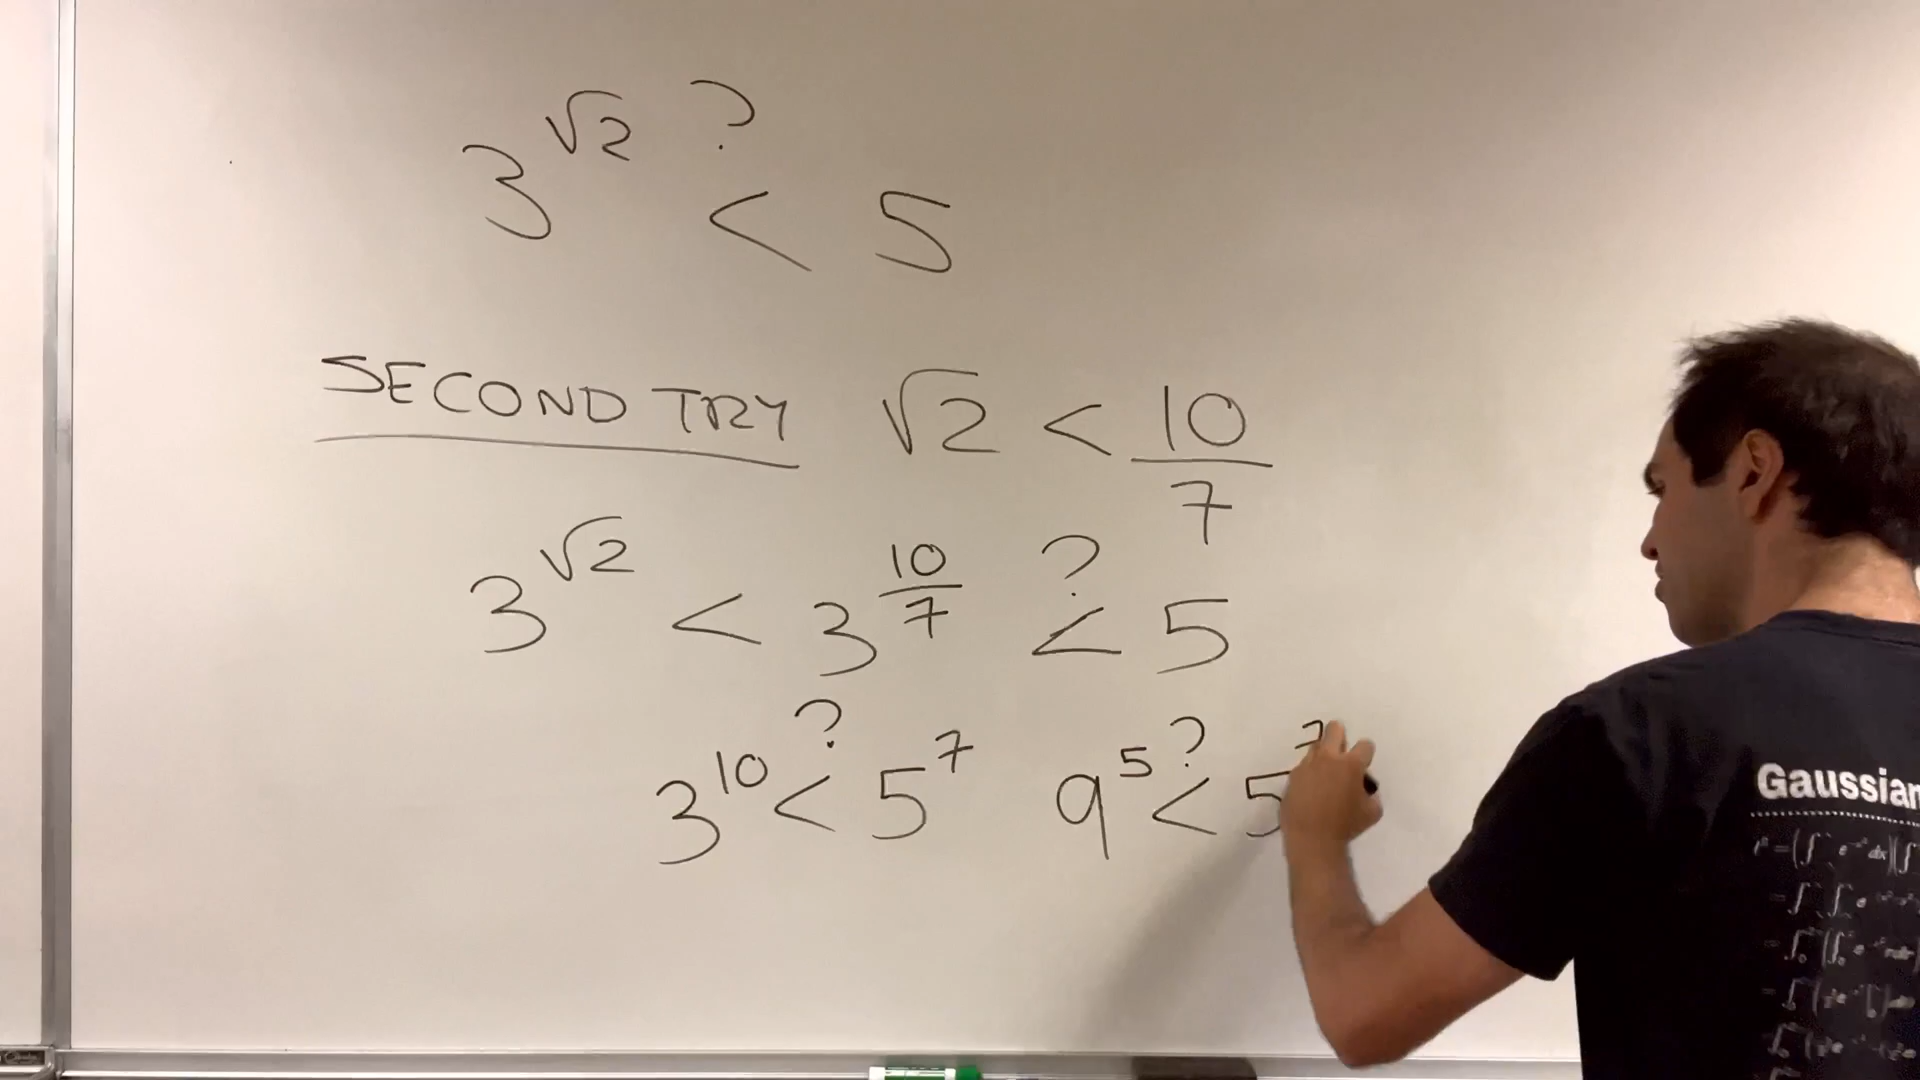 3^√2 <? 5
SECOND TRY √2 < 10/7
3^√2 < 3^10/7 <? 5
3^10 <? 5^7 9^5 <? 5^7
Gaussian